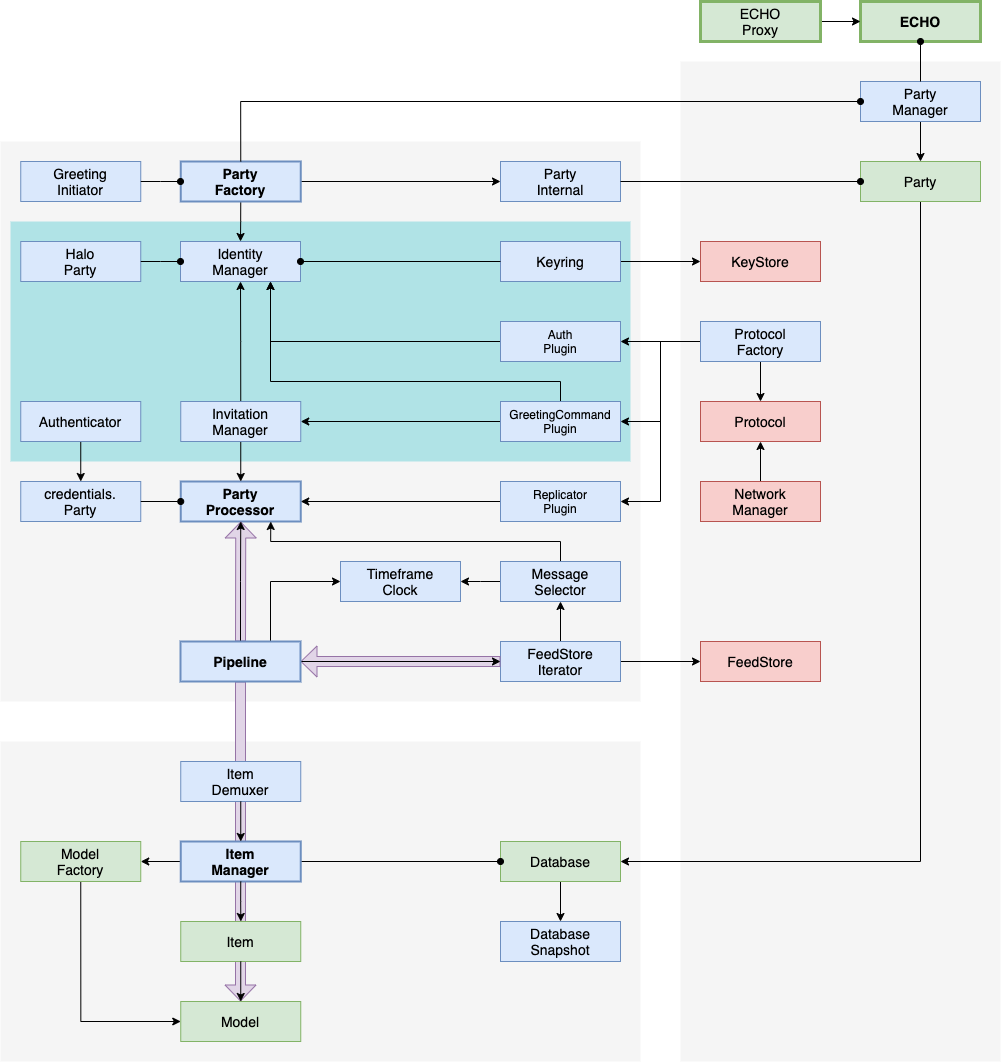 ECHO
Proxy
ECHO
Party
Manager
Greeting
Initiator
Party
Factory
Party
Internal
Party
Halo
Party
Identity
Manager
Keyring
KeyStore
Auth
Plugin
Protocol
Factory
Authenticator
Invitation
Manager
GreetingCommand
Plugin
Protocol
credentials.
Party
Party
Processor
Replicator
Plugin
Network
Manager
Timeframe
Clock
Message
Selector
Pipeline
FeedStore
Iterator
FeedStore
Item
Demuxer
Model
Factory
Item
Manager
Database
Item
Database
Snapshot
Model